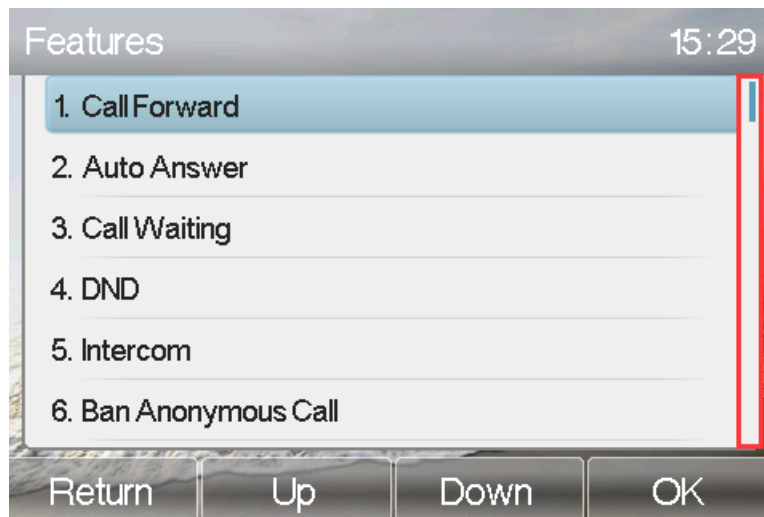 Features 15:29
1. Call Forward
2. Auto Answer
3. Call Waiting
4. DND
5. Intercom
6. Ban Anonymous Call
Return Up Down OK